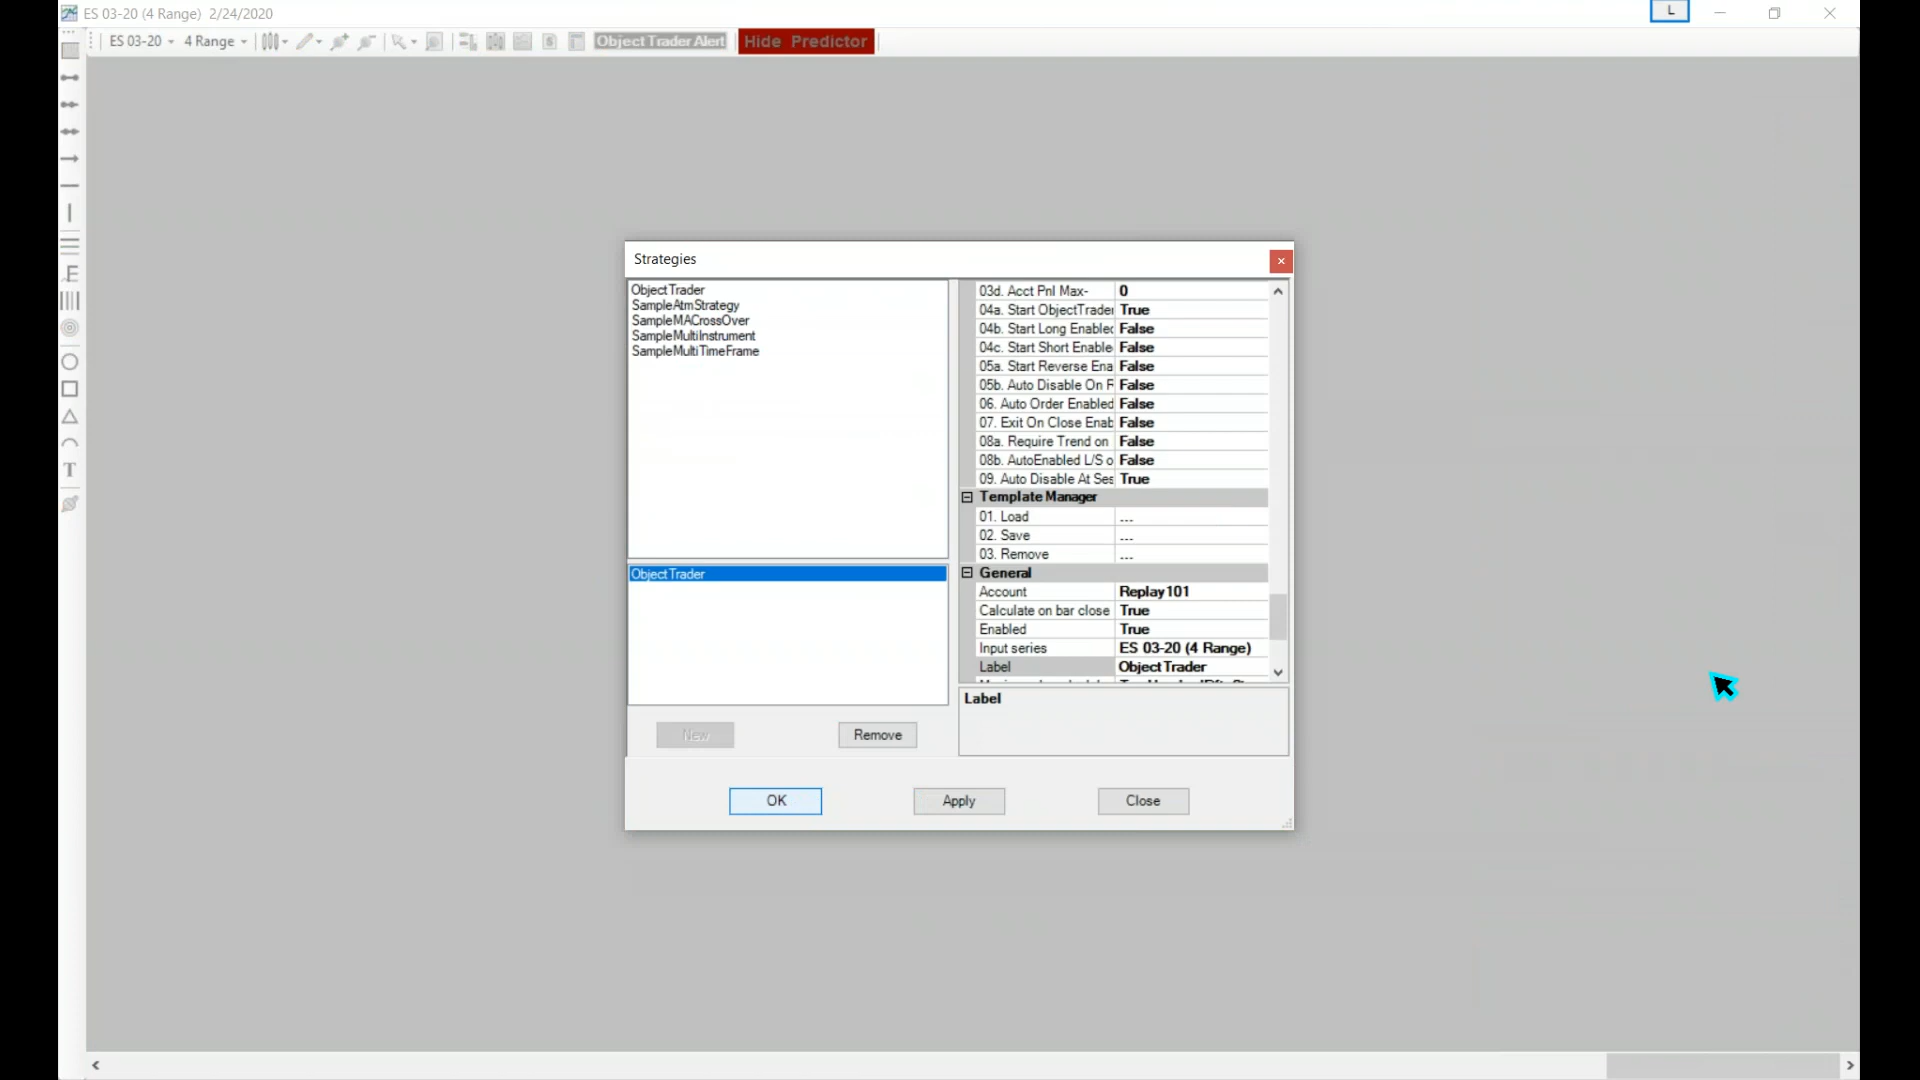 ES 03-20 (4 Range) 2/24/2020
L
ES 03-20 4 Range Object Trader Alert Hide Predictor
E
T
Strategies
ObjectTrader
SampleAtmStrategy
SampleMACrossOver
SampleMultiInstrument
SampleMultiTimeFrame
ObjectTrader
New
Remove
03d. Acct Pnl Max- 0
04a. Start ObjectTrader True
04b. Start Long Enabled False
04c. Start Short Enable False
05a. Start Reverse Ena False
05b. Auto Disable On F False
06. Auto Order Enabled False
07. Exit On Close Enab False
08a. Require Trend on False
08b. AutoEnabled L/S o False
09. Auto Disable At Ses True
Template Manager
01. Load ...
02. Save ...
03. Remove ...
General
Account Replay101
Calculate on bar close True
Enabled True
Input series ES 03-20 (4 Range)
Label ObjectTrader
Label
OK
Apply
Close